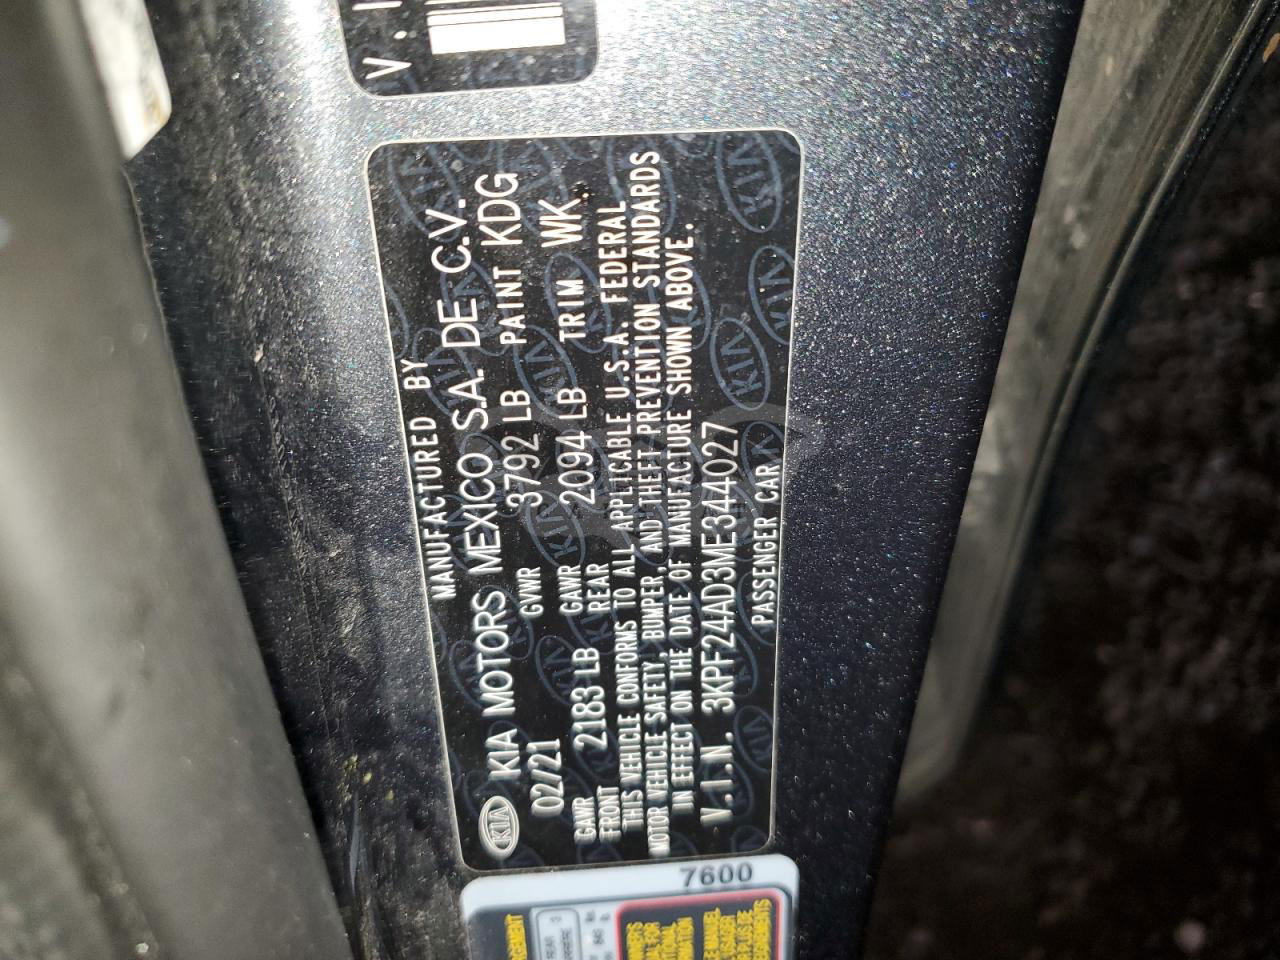 MANUFACTURED BY
KIA KIA MOTORS MEXICO S.A. DE C.V.
02/21 GVWR 3792 LB PAINT KDG
GAWR FRONT 2183 LB GAWR REAR 2094 LB TRIM WK
THIS VEHICLE CONFORMS TO ALL APPLICABLE U.S.A. FEDERAL
MOTOR VEHICLE SAFETY, BUMPER, AND THEFT PREVENTION STANDARDS
IN EFFECT ON THE DATE OF MANUFACTURE SHOWN ABOVE.
V.I.N. 3KPF24AD3ME344027
PASSENGER CAR
7600